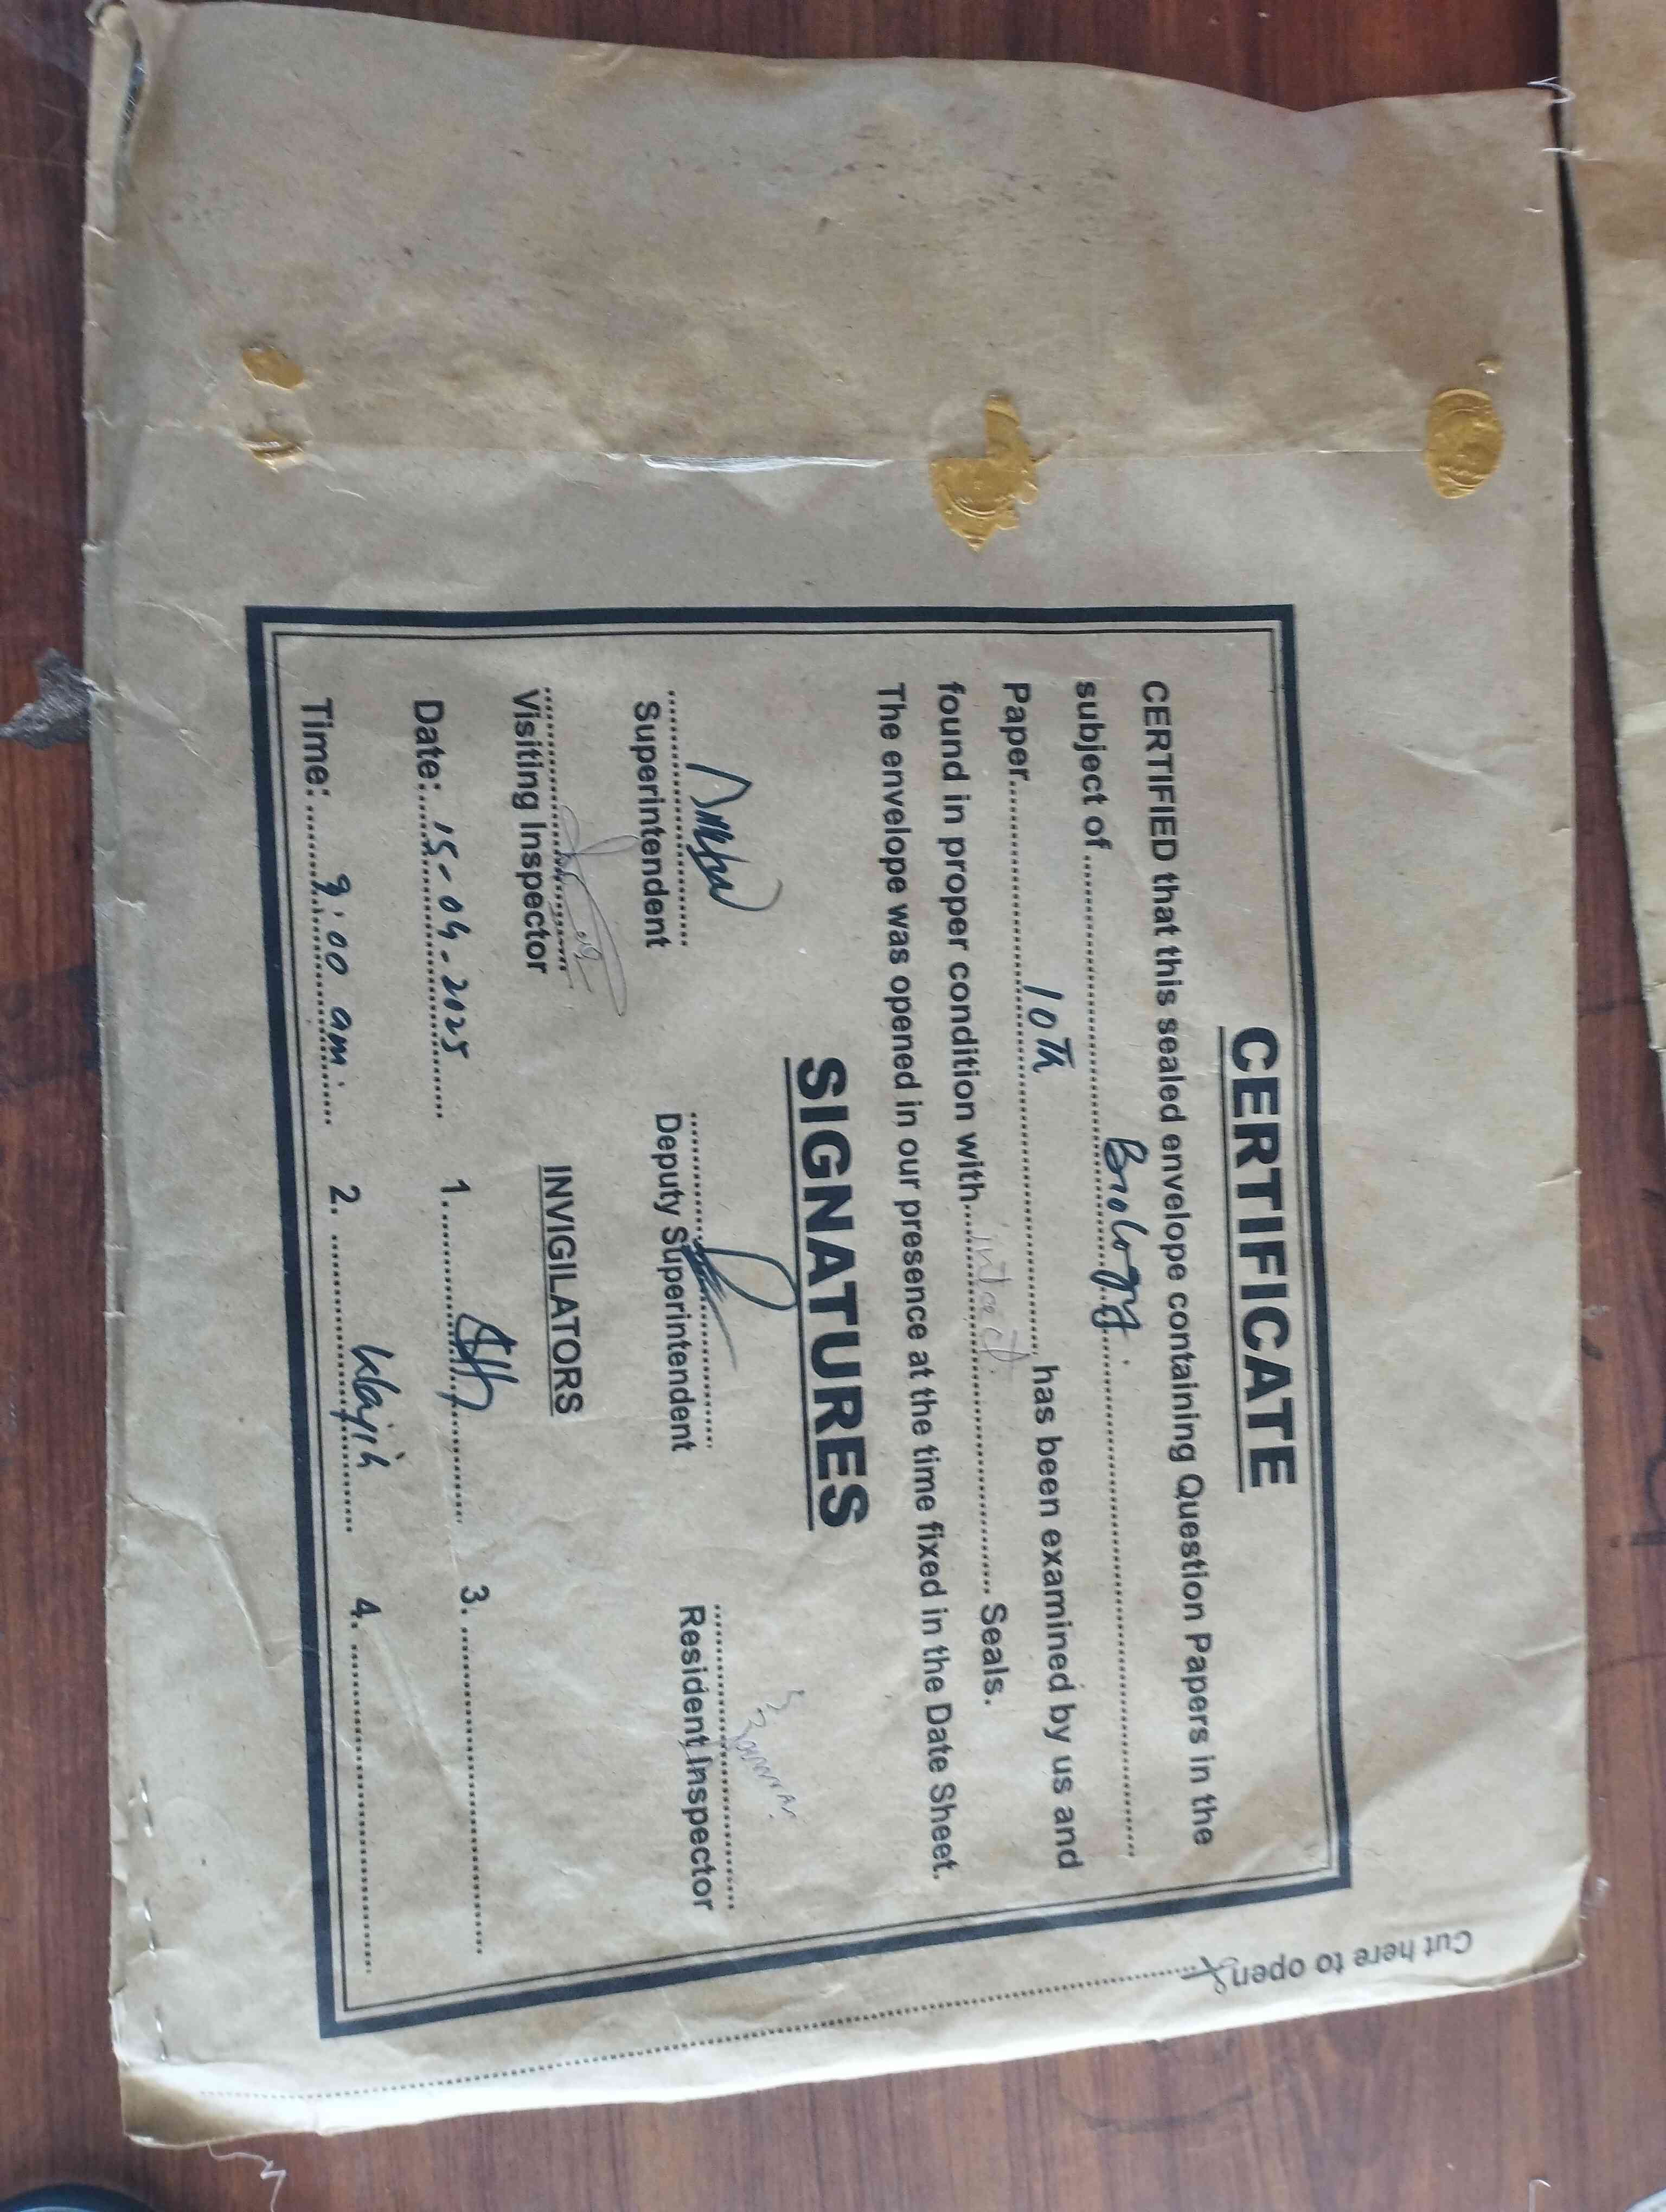 CERTIFICATE
CERTIFIED that this sealed envelope containing Question Papers in the
subject of........Biology........
Paper........10th........ has been examined by us and
found in proper condition with........intact........ Seals.
The envelope was opened in our presence at the time fixed in the Date Sheet.
SIGNATURES
Superintendent Deputy Superintendent Resident Inspector
Visiting Inspector INVIGILATORS
Date: 15-04-2025 1. 3.
Time: 9:00 am. 2. Wajih 4.
Cut here to open